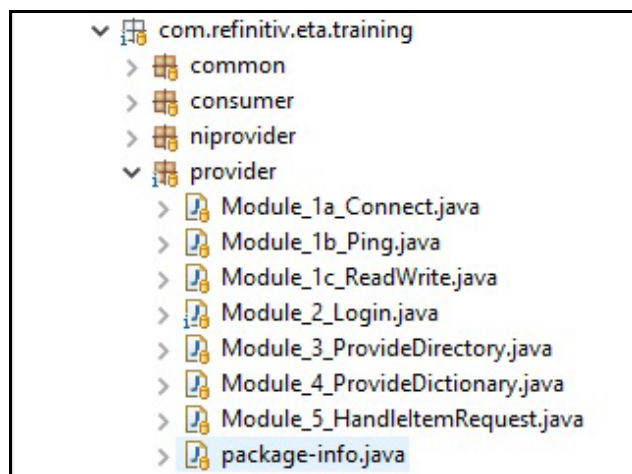 com.refinitiv.eta.training
common
consumer
niprovider
provider
Module_1a_Connect.java
Module_1b_Ping.java
Module_1c_ReadWrite.java
Module_2_Login.java
Module_3_ProvideDirectory.java
Module_4_ProvideDictionary.java
Module_5_HandleItemRequest.java
package-info.java